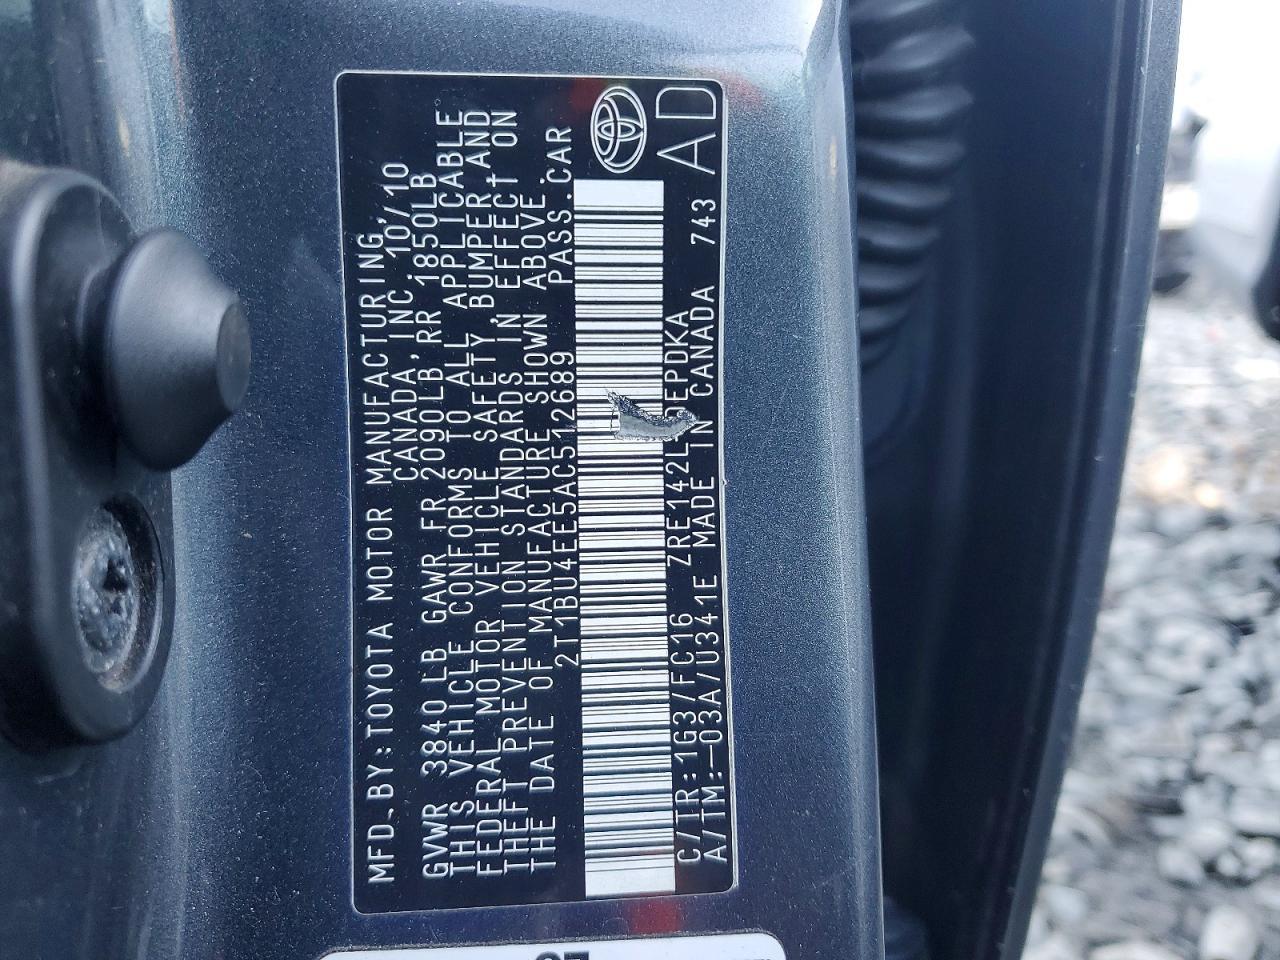 MFD.BY:TOYOTA MOTOR MANUFACTURING,
CANADA,INC. 10/10
GVWR 3840 LB GAWR FR 2090LB RR 1850LB
THIS VEHICLE CONFORMS TO ALL APPLICABLE
FEDERAL MOTOR VEHICLE SAFETY,BUMPER,AND
THEFT PREVENTION STANDARDS IN EFFECT ON
THE DATE OF MANUFACTURE SHOWN ABOVE.
2T1BU4EE5AC512689 PASS.CAR
C/TR:1G3/FC16
A/TM:-03A/U341E MADE IN CANADA 743
AD